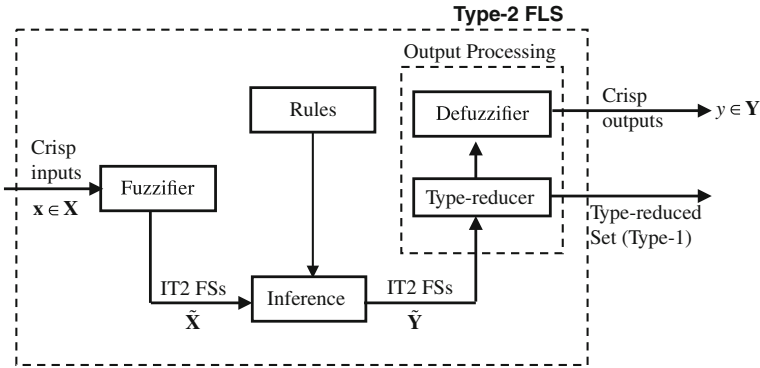 Type-2 FLS
Output Processing
Rules
Defuzzifier
Crisp
outputs
y ∈ Y
Crisp
inputs
x ∈ X
Fuzzifier
Type-reducer
Type-reduced
Set (Type-1)
IT2 FSs
X̃
Inference
IT2 FSs
Ỹ